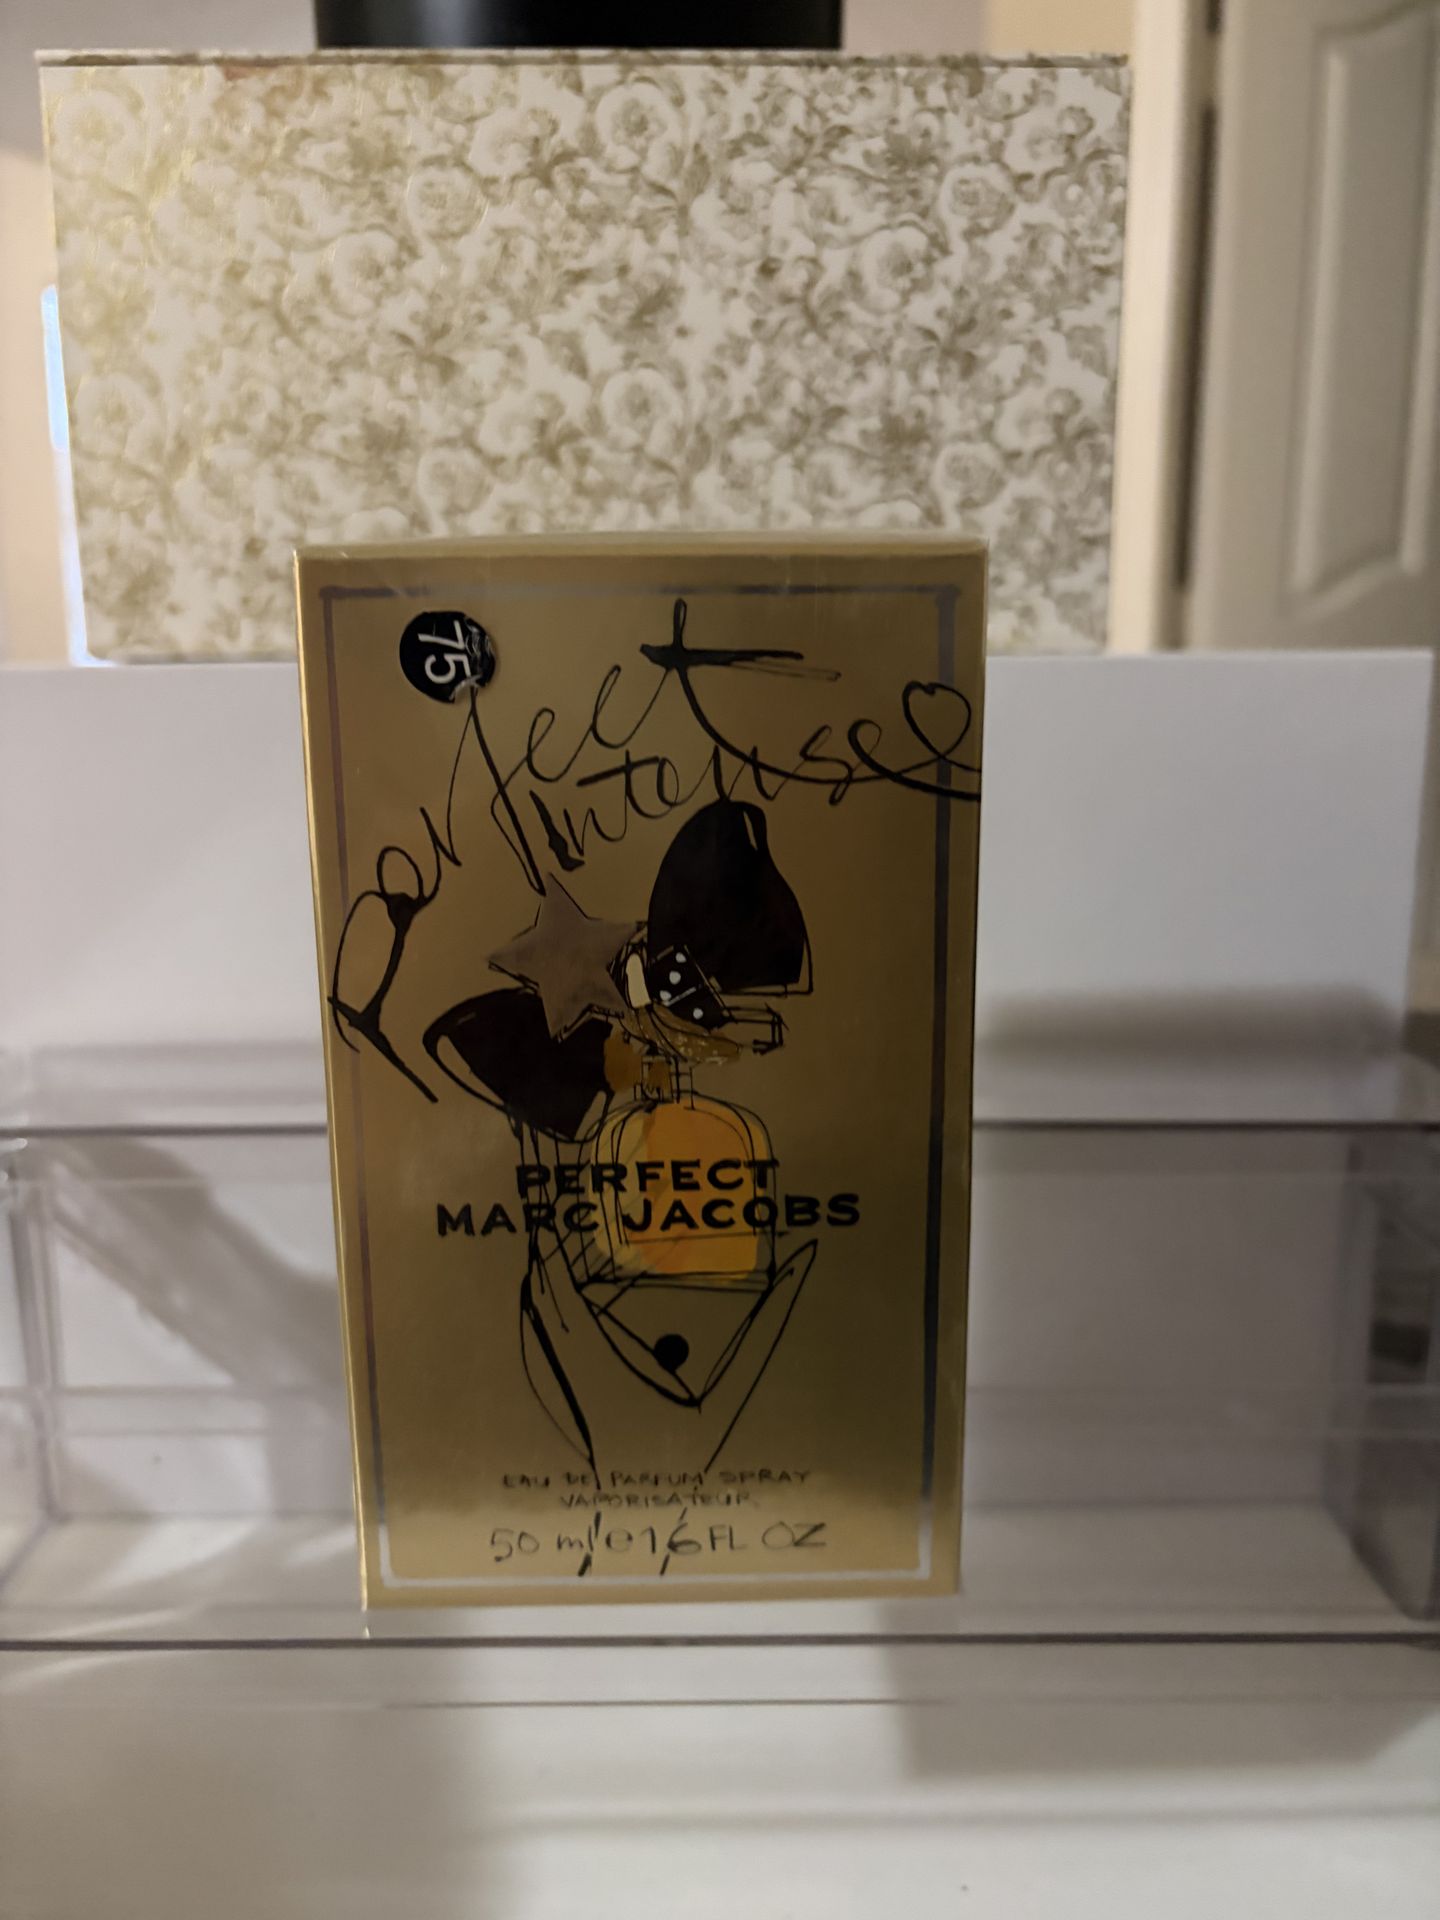 75
Perfect
Intense
PERFECT
MARC JACOBS
EAU DE PARFUM SPRAY
VAPORISATEUR
50 ml e 1,6 FL OZ